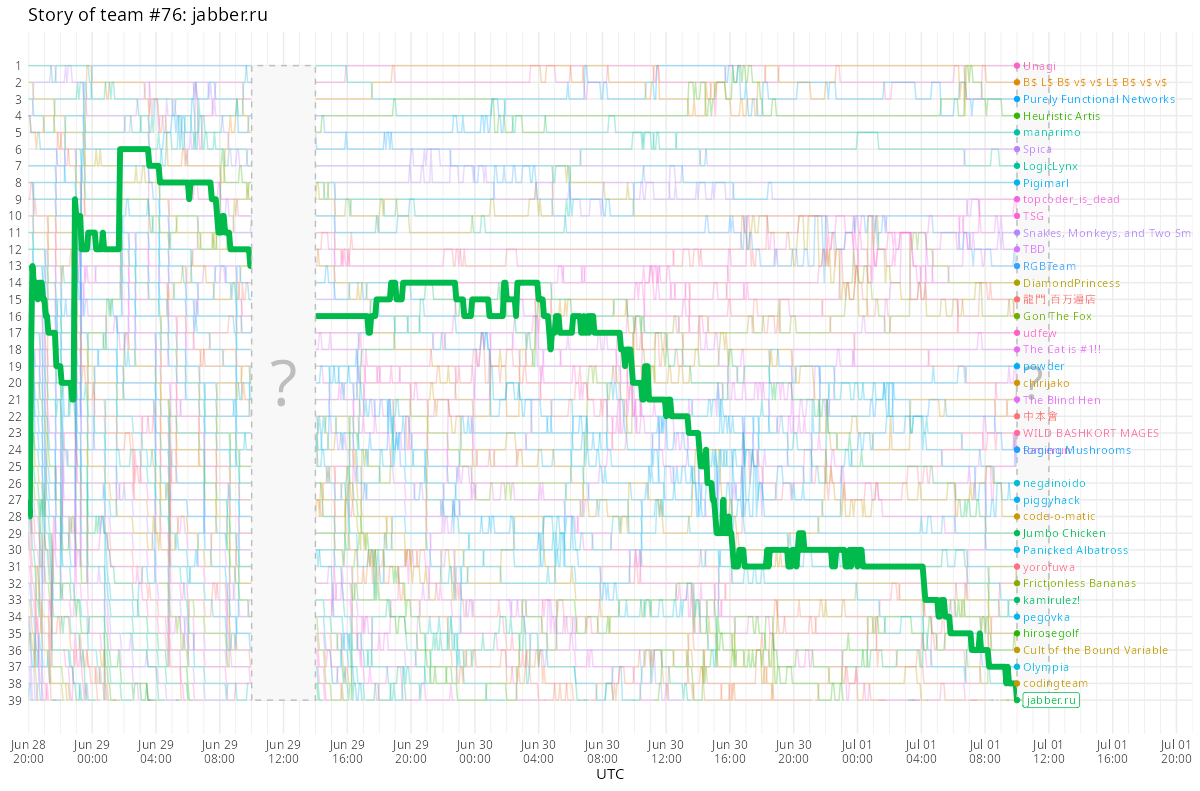 Story of team #76: jabber.ru
1
2
3
4
5
6
7
8
9
10
11
12
13
14
15
16
17
18
19
20
21
22
23
24
25
26
27
28
29
30
31
32
33
34
35
36
37
38
39
?
?
Unagi
B$ L$ B$ v$ v$ L$ B$ v$ v$
Purely Functional Networks
Heuristic Artis
manarimo
Spica
LogicLynx
Pigimarl
topcoder_is_dead
TSG
Snakes, Monkeys, and Two Sm
TBD
RGBTeam
DiamondPrincess
龍門 百万遍店
Gon The Fox
udfew
The Cat is #1!!
powder
chirijako
The Blind Hen
中本會
WILD BASHKORT MAGES
Raging Mushrooms
negainoido
piggyhack
code-o-matic
Jumbo Chicken
Panicked Albatross
yorofuwa
Frictionless Bananas
kamirulez!
pegovka
hirosegolf
Cult of the Bound Variable
Olympia
codingteam
jabber.ru
Jun 28 20:00
Jun 29 00:00
Jun 29 04:00
Jun 29 08:00
Jun 29 12:00
Jun 29 16:00
Jun 29 20:00
Jun 30 00:00
Jun 30 04:00
Jun 30 08:00
Jun 30 12:00
Jun 30 16:00
Jun 30 20:00
Jul 01 00:00
Jul 01 04:00
Jul 01 08:00
Jul 01 12:00
Jul 01 16:00
Jul 01 20:00
UTC